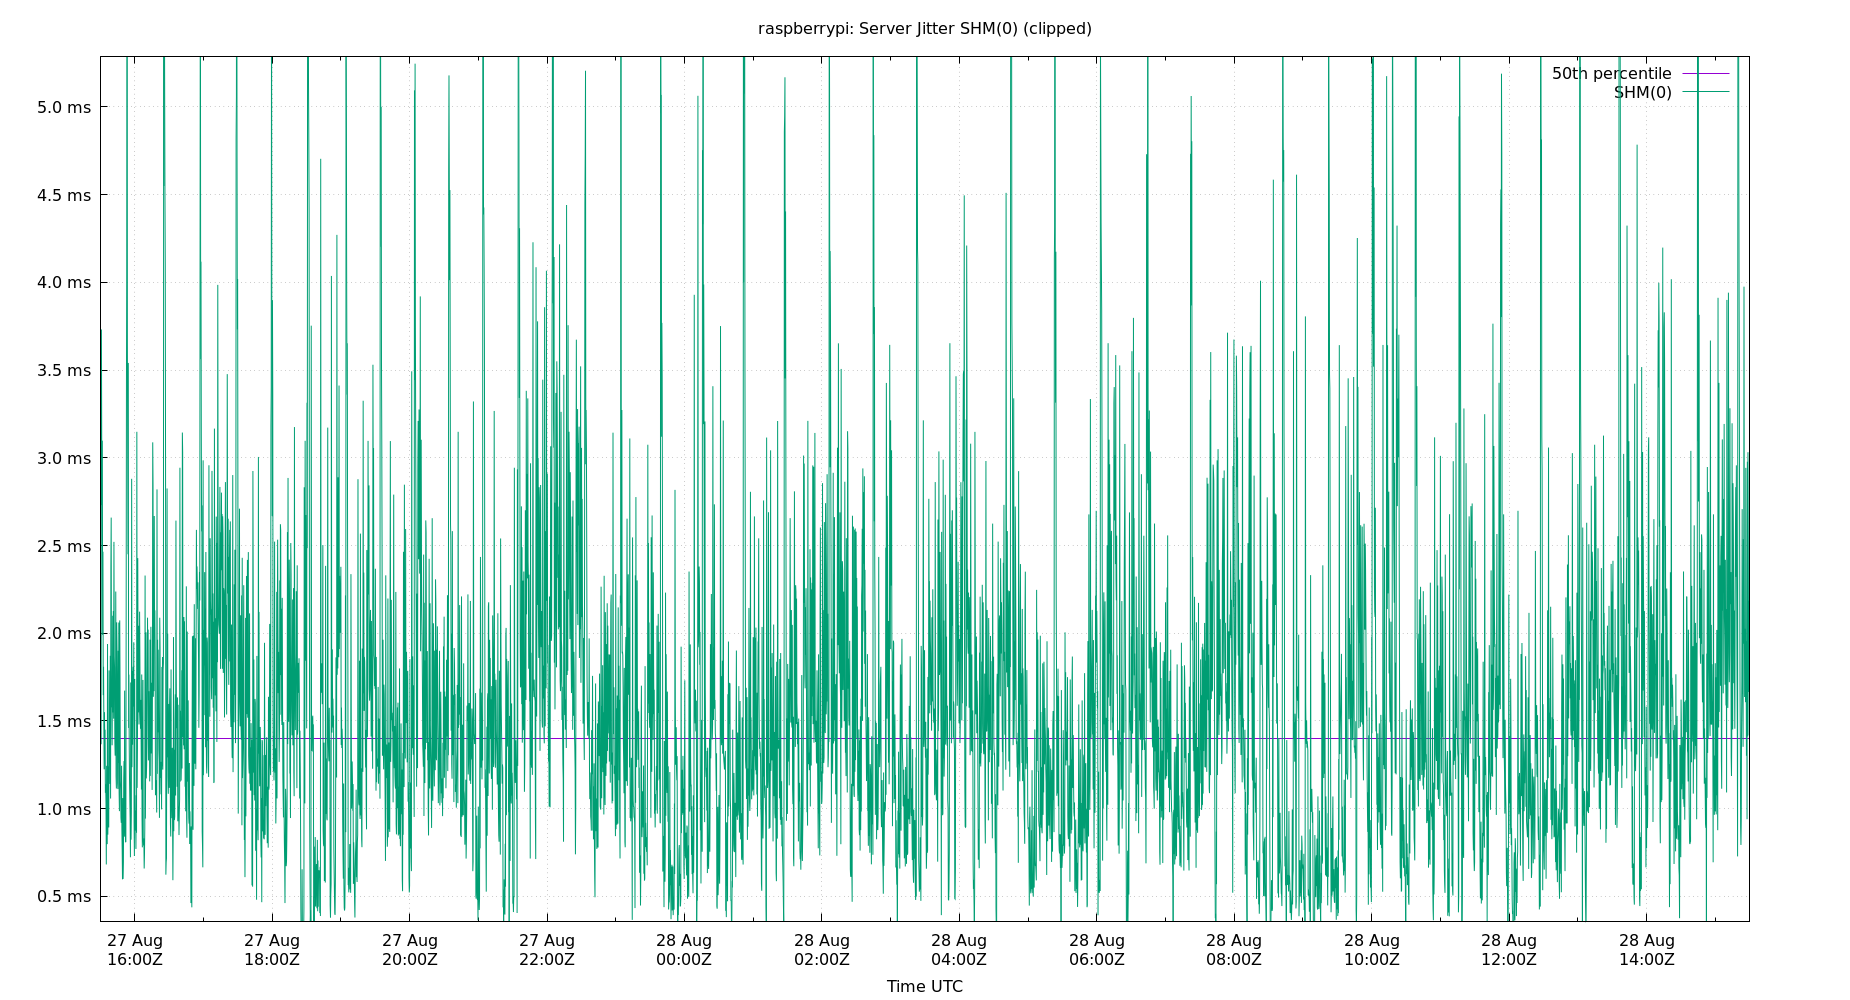 raspberrypi: Server Jitter SHM(0) (clipped)
50th percentile
SHM(0)
5.0 ms
4.5 ms
4.0 ms
3.5 ms
3.0 ms
2.5 ms
2.0 ms
1.5 ms
1.0 ms
0.5 ms
27 Aug 27 Aug 27 Aug 27 Aug 28 Aug 28 Aug 28 Aug 28 Aug 28 Aug 28 Aug 28 Aug 28 Aug
16:00Z 18:00Z 20:00Z 22:00Z 00:00Z 02:00Z 04:00Z 06:00Z 08:00Z 10:00Z 12:00Z 14:00Z
Time UTC